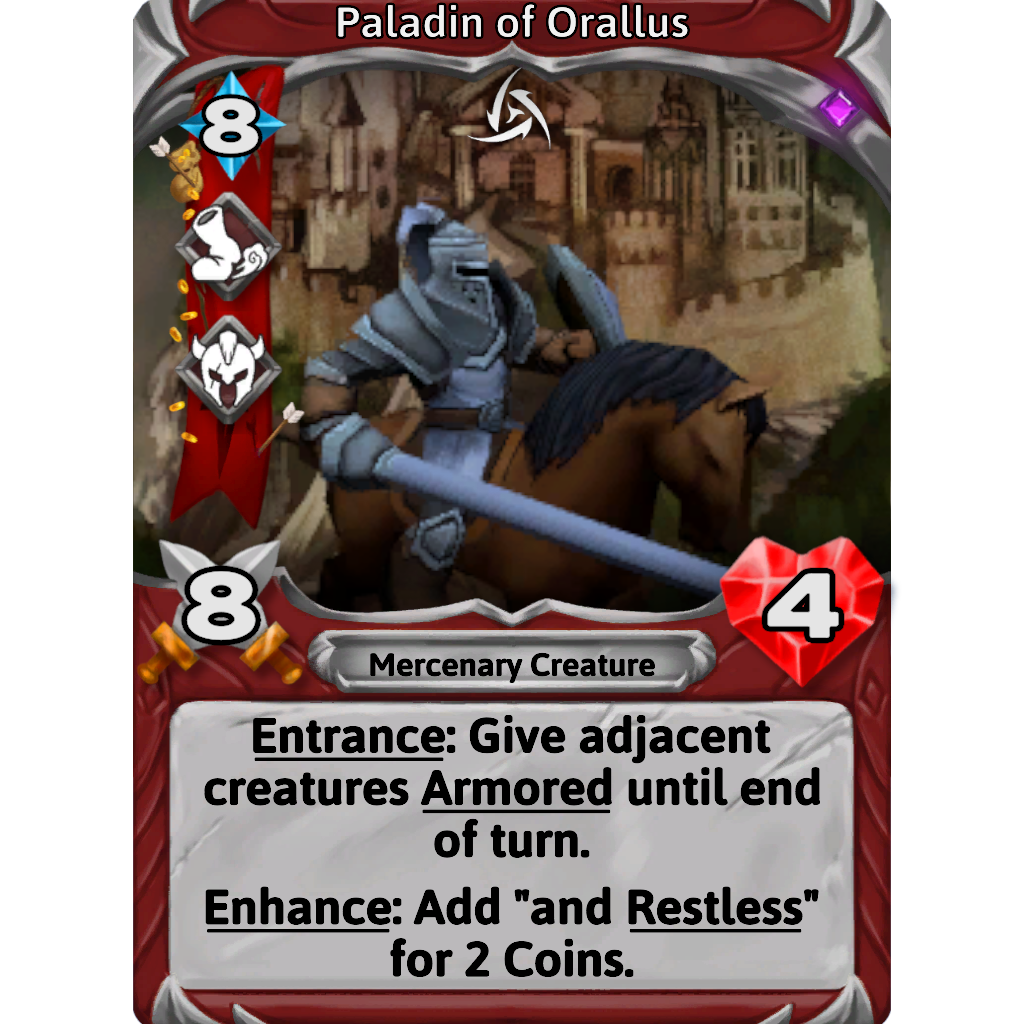 Paladin of Orallus
8
8
4
Mercenary Creature
Entrance: Give adjacent
creatures Armored until end
of turn.
Enhance: Add "and Restless"
for 2 Coins.